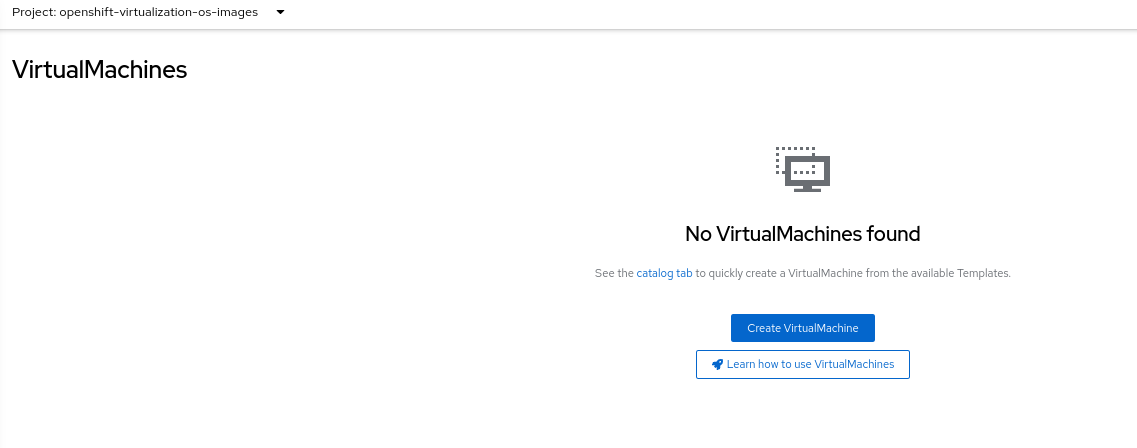 Project: openshift-virtualization-os-images
VirtualMachines
No VirtualMachines found
See the catalog tab to quickly create a VirtualMachine from the available Templates.
Create VirtualMachine
Learn how to use VirtualMachines